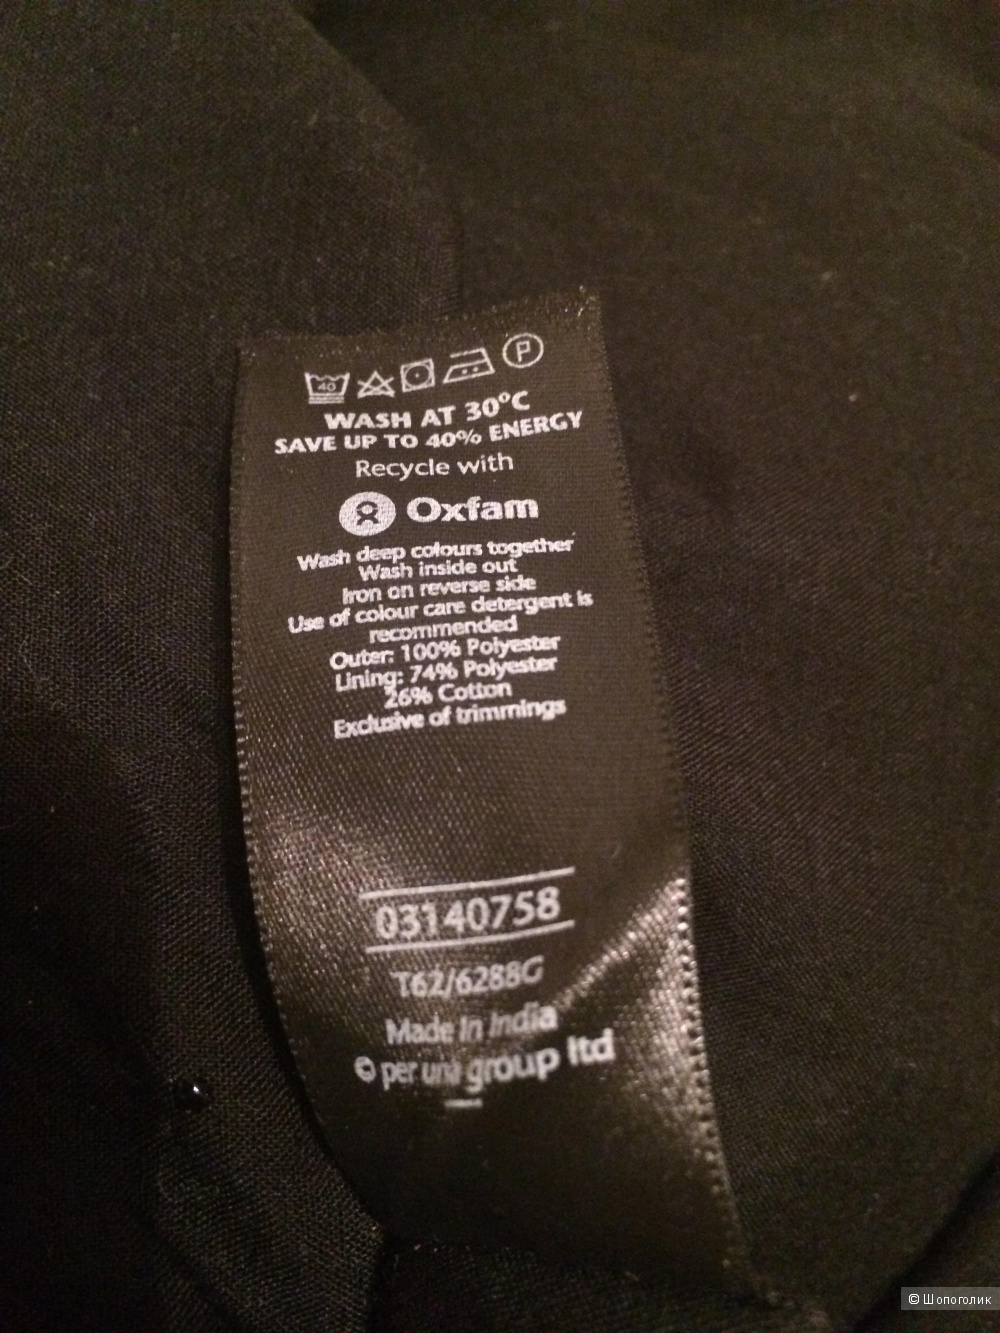 40
P
WASH AT 30°C
SAVE UP TO 40% ENERGY
Recycle with
Oxfam
Wash deep colours together
Wash inside out
Iron on reverse side
Use of colour care detergent is
recommended
Outer: 100% Polyester
Lining: 74% Polyester
26% Cotton
Exclusive of trimmings
03140758
T62/6288G
Made in India
© per una group ltd
© Шопоголик